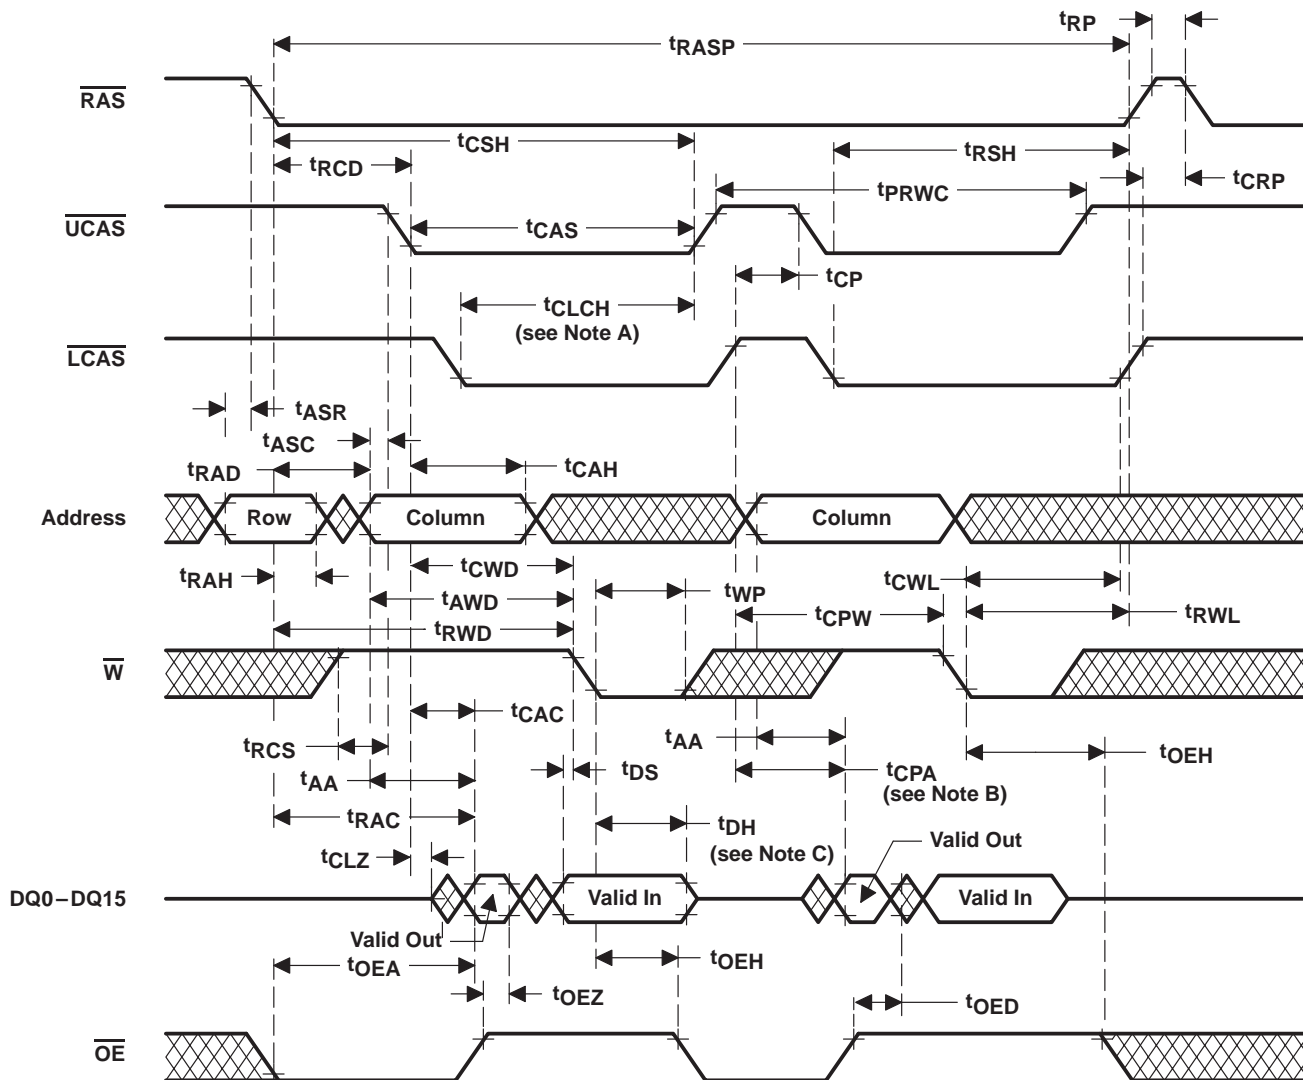 tRP
tRASP
RAS
tCSH
tRSH
tRCD
tCRP
tPRWC
UCAS
tCAS
tCP
tCLCH
(see Note A)
LCAS
tASR
tASC
tRAD
tCAH
Address
Row
Column
Column
tCWD
tCWL
tRAH
tWP
tAWD
tCPW
tRWL
tRWD
W
tCAC
tAA
tRCS
tOEH
tDS
tAA
tCPA
(see Note B)
tRAC
tDH
(see Note C)
Valid Out
tCLZ
DQ0–DQ15
Valid In
Valid In
Valid Out
tOEA
tOEH
tOEZ
tOED
OE